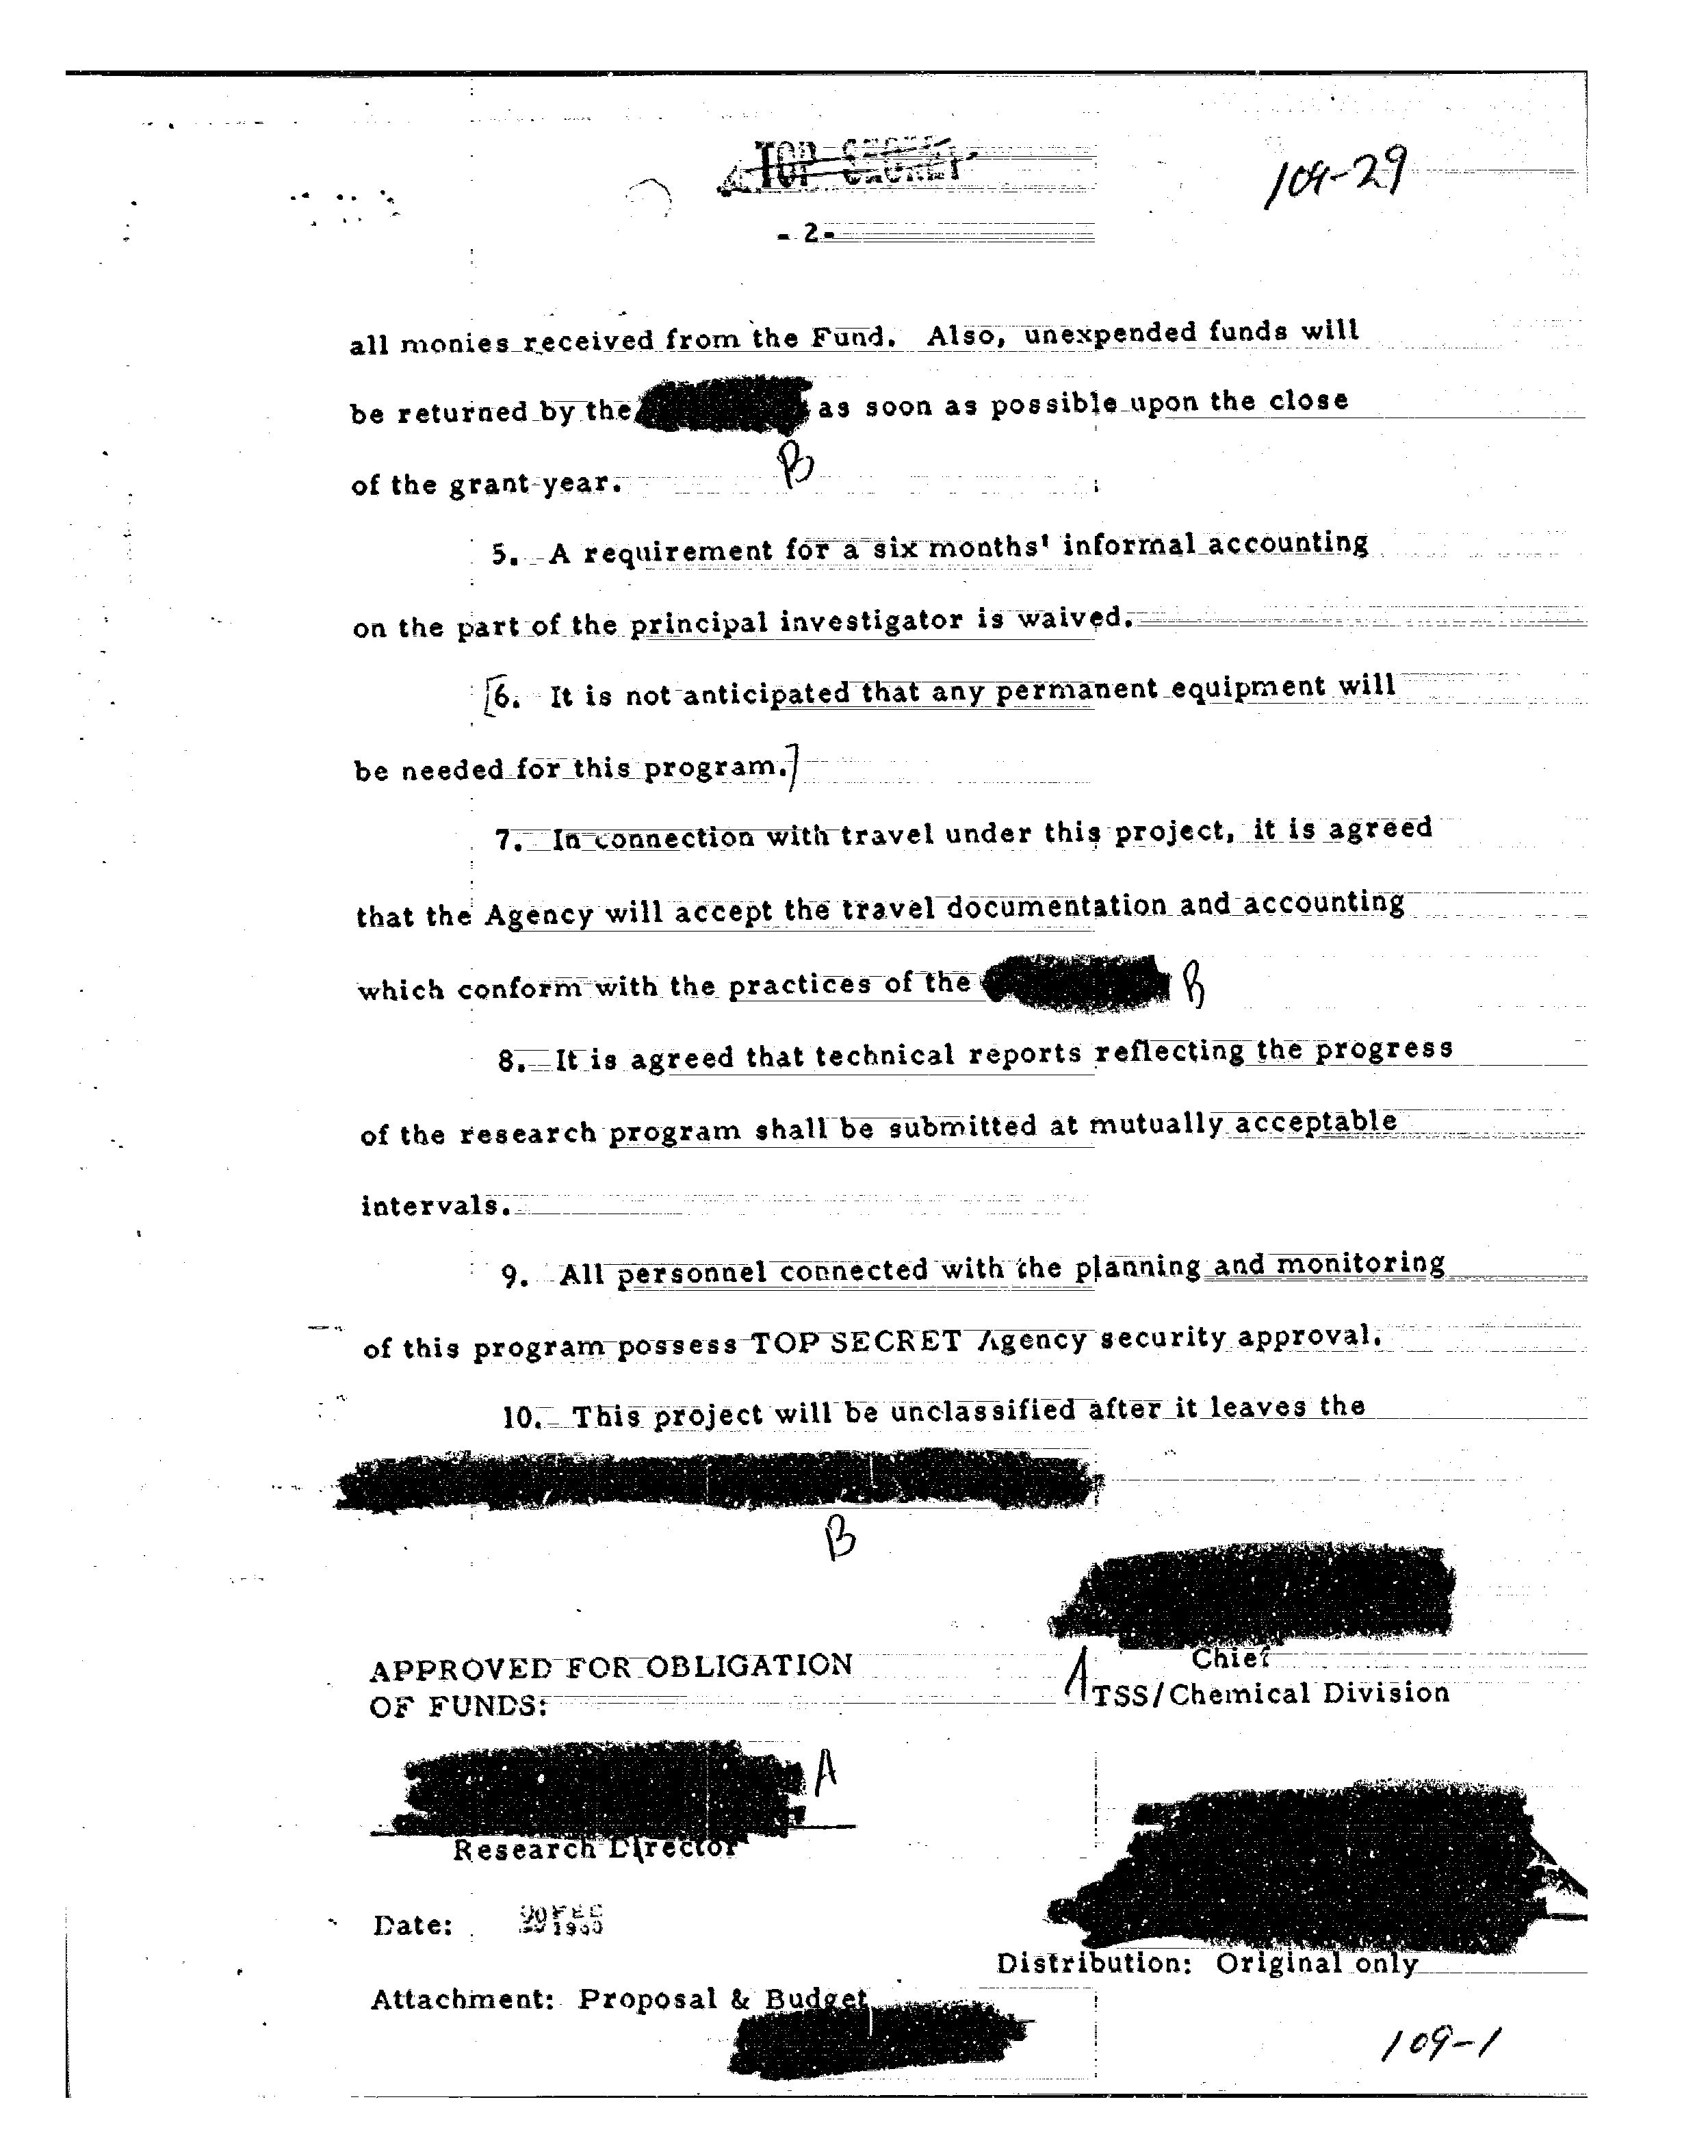 TOP SECRET
109-29
- 2 -
all monies received from the Fund. Also, unexpended funds will
be returned by the as soon as possible upon the close
B
of the grant year.
5. A requirement for a six months' informal accounting
on the part of the principal investigator is waived.
[6. It is not anticipated that any permanent equipment will
be needed for this program.]
7. In connection with travel under this project, it is agreed
that the Agency will accept the travel documentation and accounting
which conform with the practices of the B
8. It is agreed that technical reports reflecting the progress
of the research program shall be submitted at mutually acceptable
intervals.
9. All personnel connected with the planning and monitoring
of this program possess TOP SECRET Agency security approval.
10. This project will be unclassified after it leaves the
B
APPROVED FOR OBLIGATION
OF FUNDS:
A
Chief
TSS/Chemical Division
A
Research Director
Date:
Distribution: Original only
Attachment: Proposal & Budget
109-1